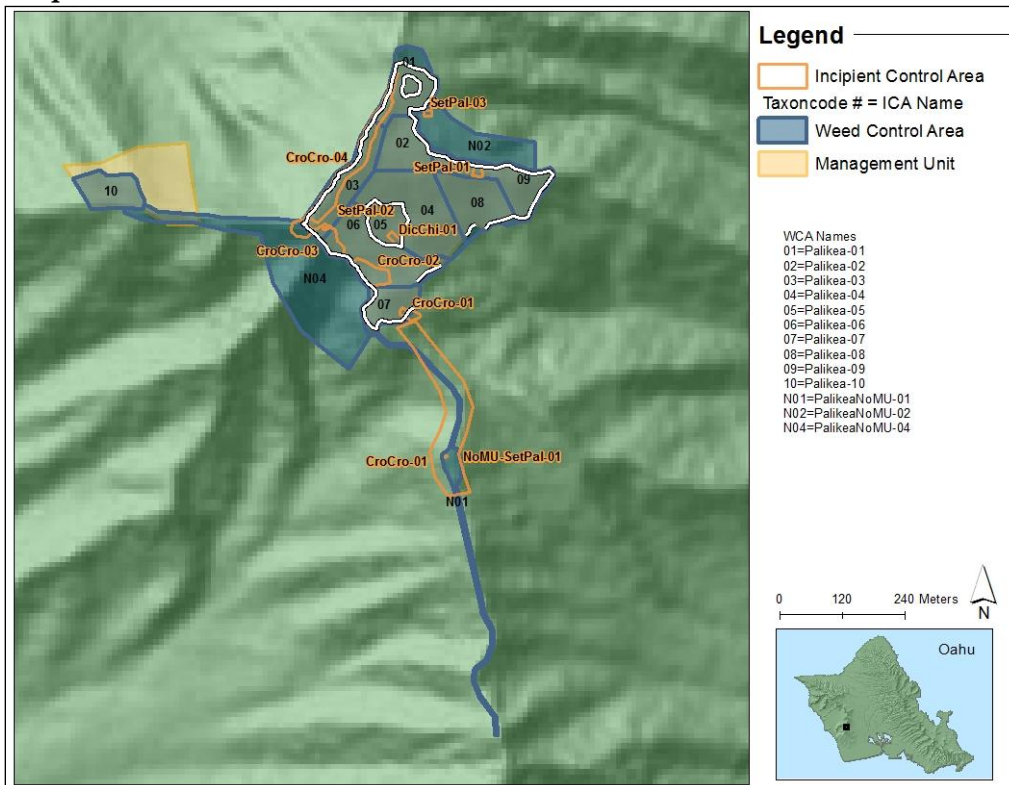 Legend
Incipient Control Area
Taxoncode # = ICA Name
Weed Control Area
Management Unit
WCA Names
01=Palikea-01
02=Palikea-02
03=Palikea-03
04=Palikea-04
05=Palikea-05
06=Palikea-06
07=Palikea-07
08=Palikea-08
09=Palikea-09
10=Palikea-10
N01=PalikeaNoMU-01
N02=PalikeaNoMU-02
N04=PalikeaNoMU-04
0 120 240 Meters
N
Oahu
01
SetPal-03
02
N02
CroCro-04
SetPal-01
09
03
10
08
SetPal-02
04
06
05
DicChi-01
CroCro-03
CroCro-02
N04
07
CroCro-01
CroCro-01
NoMU-SetPal-01
N01